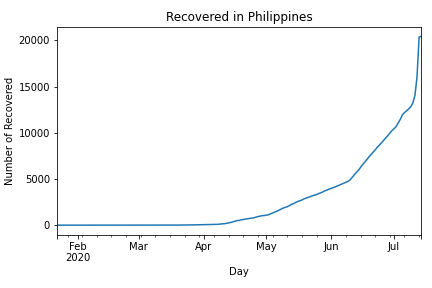 Recovered in Philippines
Number of Recovered
20000
15000
10000
5000
0
Feb Mar Apr May Jun Jul
2020
Day